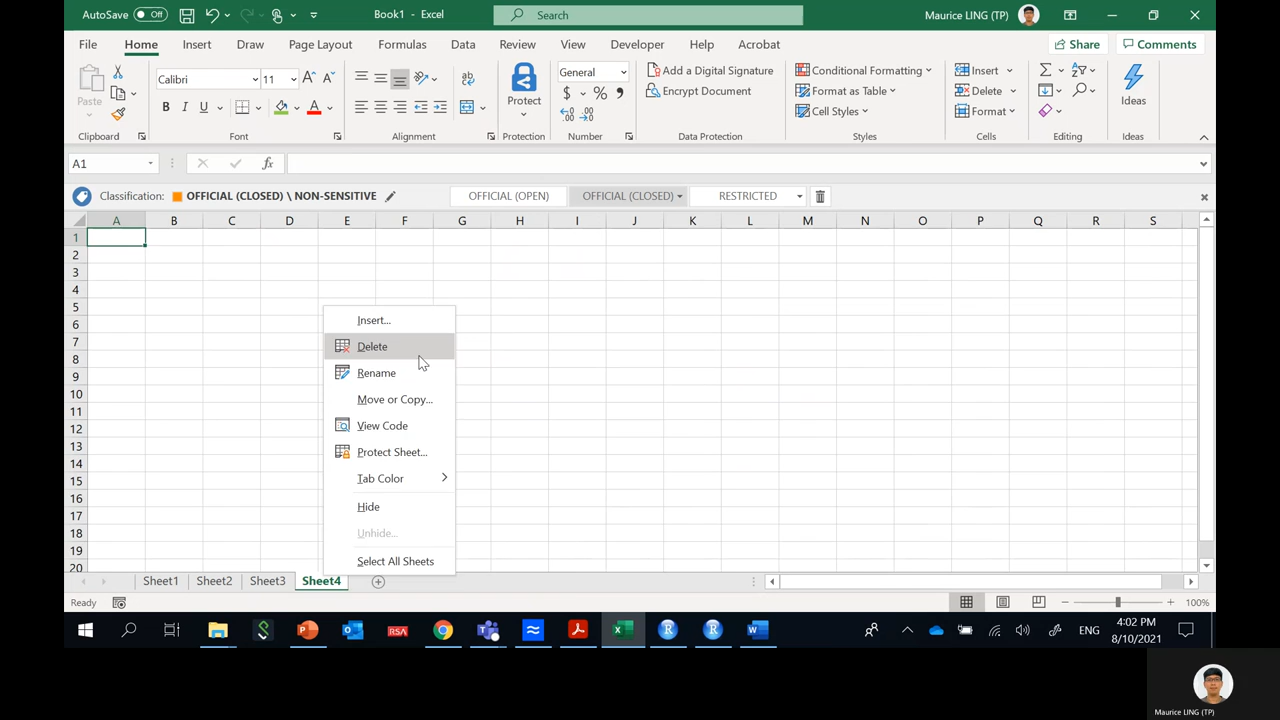 AutoSave Off Book1 - Excel Search Maurice LING (TP)
File Home Insert Draw Page Layout Formulas Data Review View Developer Help Acrobat Share Comments
Paste
Clipboard
Calibri 11
B I U
Font
Alignment
Protect
Protection
General
$ % 9
Number
Add a Digital Signature
Encrypt Document
Data Protection
Conditional Formatting
Format as Table
Cell Styles
Styles
Insert
Delete
Format
Cells
Editing
Ideas
Ideas
A1 fx
Classification: OFFICIAL (CLOSED) \ NON-SENSITIVE OFFICIAL (OPEN) OFFICIAL (CLOSED) RESTRICTED
A B C D E F G H I J K L M N O P Q R S
1
2
3
4
5
6
7
8
9
10
11
12
13
14
15
16
17
18
19
20
Insert...
Delete
Rename
Move or Copy...
View Code
Protect Sheet...
Tab Color
Hide
Unhide...
Select All Sheets
Sheet1 Sheet2 Sheet3 Sheet4
Ready 100%
RSA ENG 4:02 PM
8/10/2021
Maurice LING (TP)